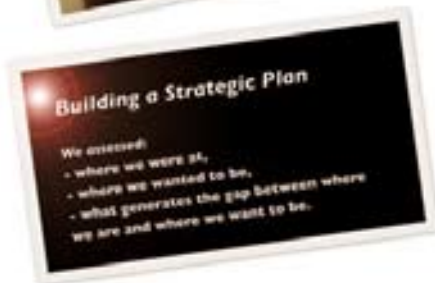 Building a Strategic Plan
We assessed:
- where we were at,
- where we wanted to be,
- what generates the gap between where
we are and where we want to be.